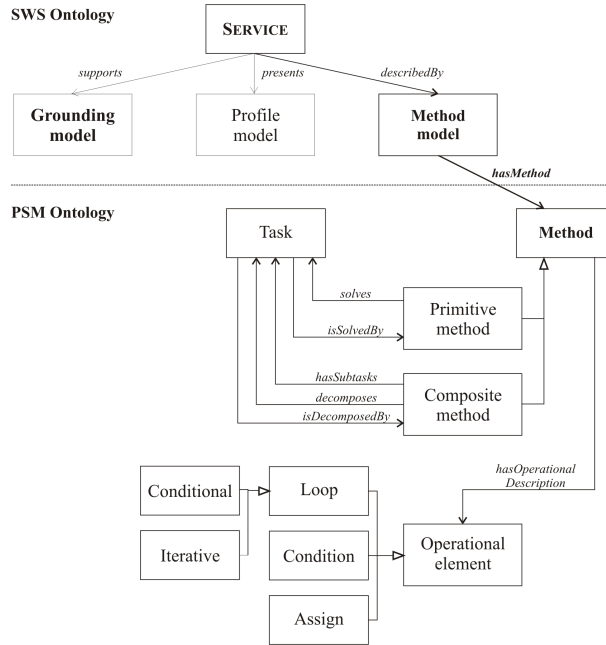 SWS Ontology
SERVICE
supports
presents
describedBy
Grounding
model
Profile
model
Method
model
hasMethod
PSM Ontology
Task
Method
solves
Primitive
method
isSolvedBy
hasSubtasks
decomposes
Composite
method
isDecomposedBy
hasOperational
Description
Conditional
Loop
Iterative
Condition
Operational
element
Assign